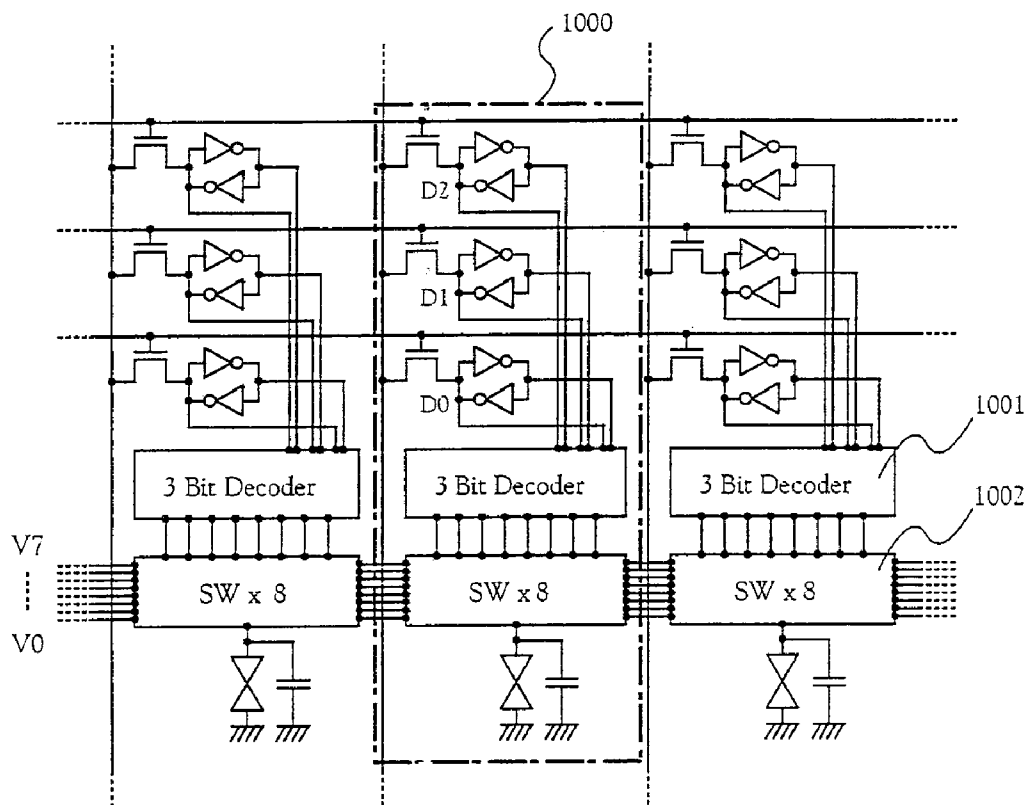 1000
D2
D1
D0
1001
3 Bit Decoder
3 Bit Decoder
3 Bit Decoder
1002
V7
SW x 8
SW x 8
SW x 8
V0